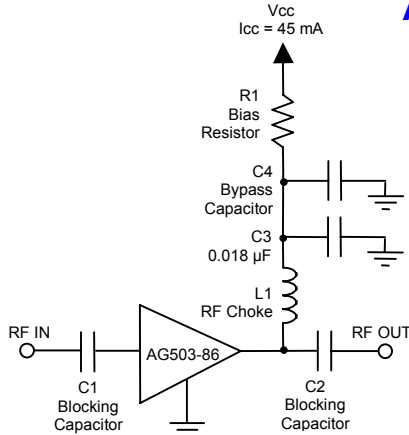 Vcc
Icc = 45 mA
R1
Bias
Resistor
C4
Bypass
Capacitor
C3
0.018 µF
L1
RF Choke
RF IN
AG503-86
RF OUT
C1
Blocking
Capacitor
C2
Blocking
Capacitor